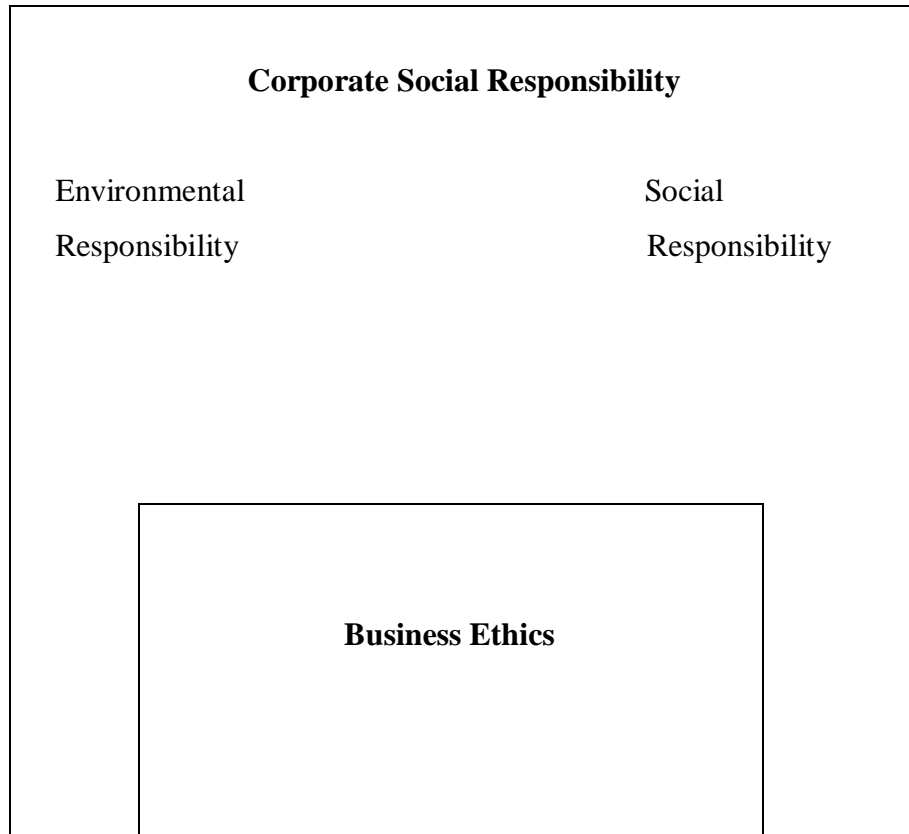 Corporate Social Responsibility
Environmental Social
Responsibility Responsibility
Business Ethics